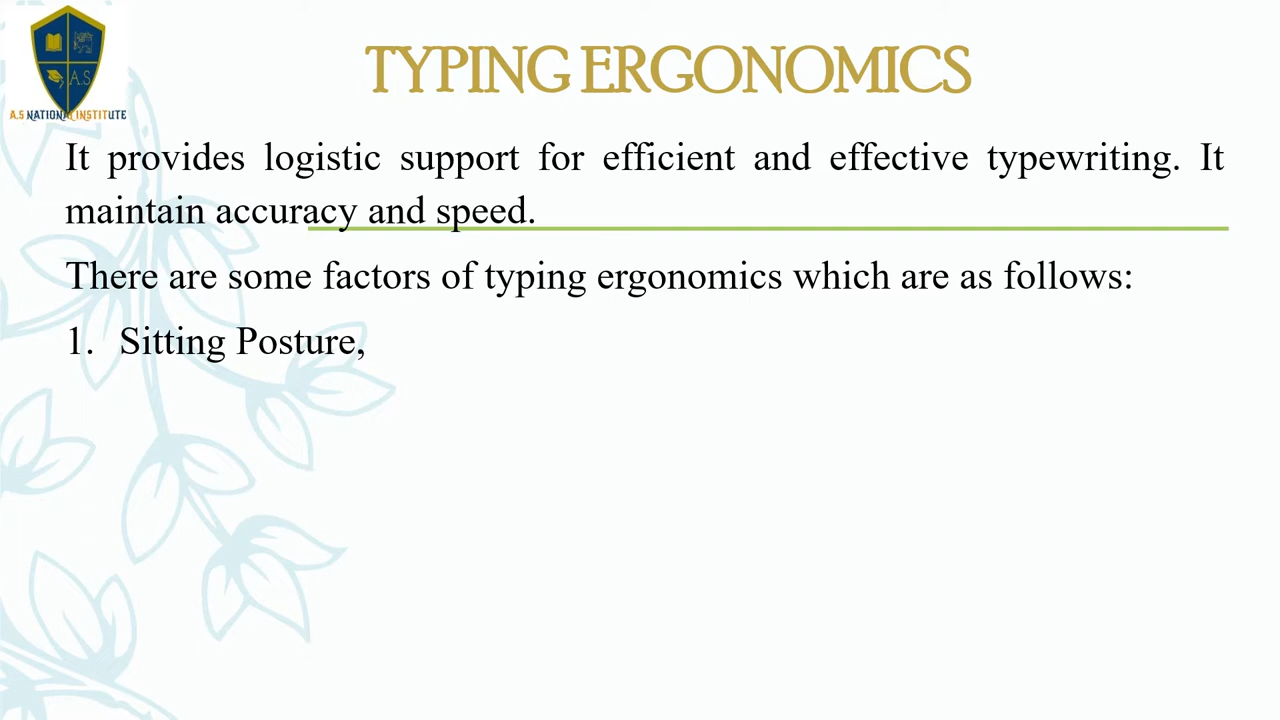 A.S
A.S NATIONAL INSTITUTE
TYPING ERGONOMICS
It provides logistic support for efficient and effective typewriting. It
maintain accuracy and speed.
There are some factors of typing ergonomics which are as follows:
1. Sitting Posture,